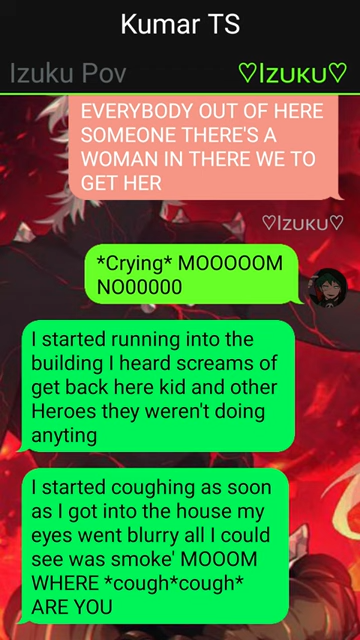 Kumar TS
Izuku Pov
♡Izuku♡
EVERYBODY OUT OF HERE
SOMEONE THERE'S A
WOMAN IN THERE WE TO
GET HER
♡Izuku♡
*Crying* MOOOOOM
NO00000
I started running into the
building I heard screams of
get back here kid and other
Heroes they weren't doing
anyting
I started coughing as soon
as I got into the house my
eyes went blurry all I could
see was smoke' MOOOM
WHERE *cough*cough*
ARE YOU